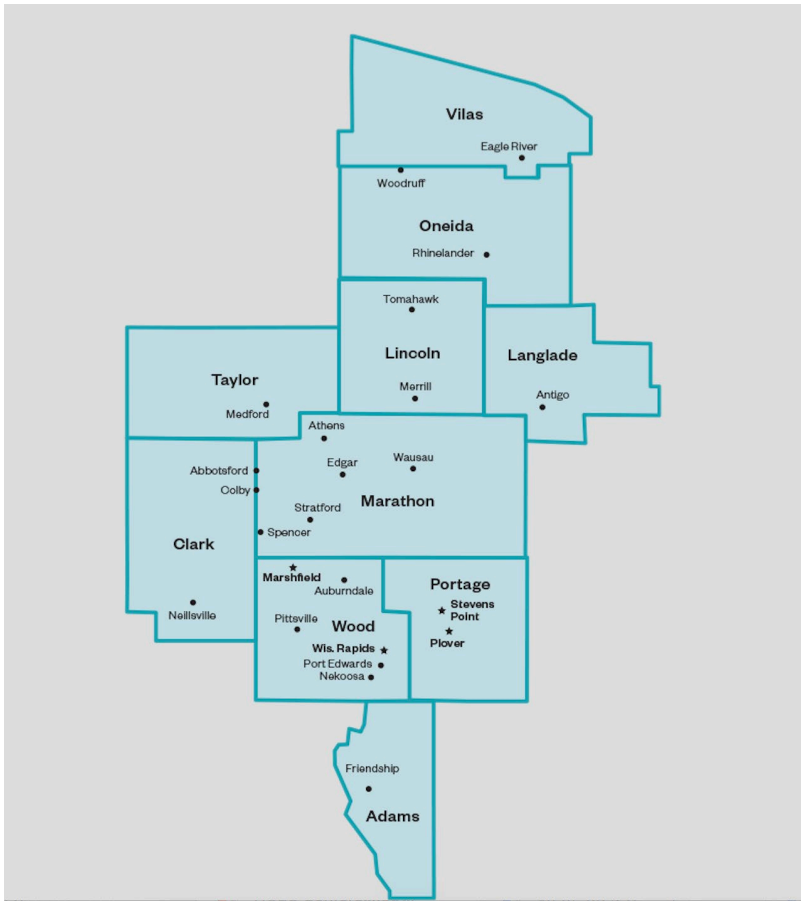 Vilas
Eagle River
Woodruff
Oneida
Rhinelander
Tomahawk
Lincoln
Langlade
Taylor
Merrill
Antigo
Medford
Athens
Abbotsford
Edgar
Wausau
Colby
Marathon
Stratford
Spencer
Clark
Marshfield
Auburndale
Portage
Stevens
Point
Neillsville
Pittsville
Wood
Plover
Wis. Rapids
Port Edwards
Nekoosa
Friendship
Adams